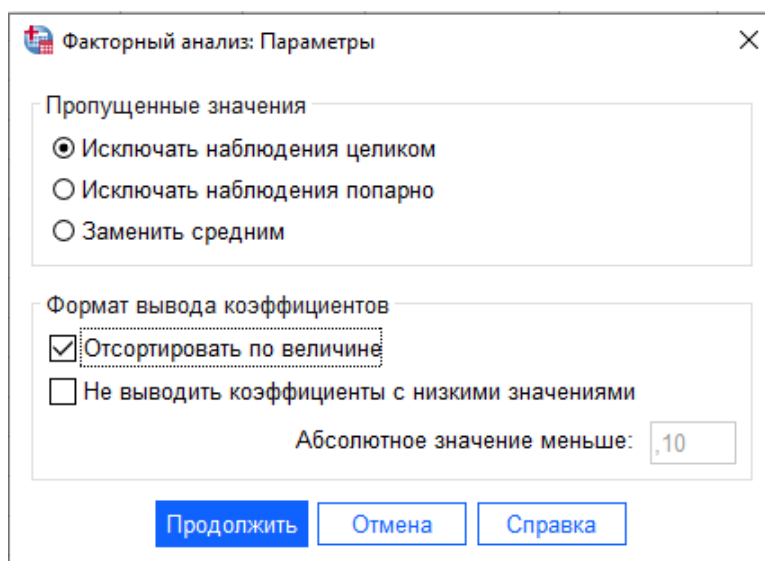 Факторный анализ: Параметры
Пропущенные значения
Исключать наблюдения целиком
Исключать наблюдения попарно
Заменить средним
Формат вывода коэффициентов
Отсортировать по величине
Не выводить коэффициенты с низкими значениями
Абсолютное значение меньше: ,10
Продолжить Отмена Справка